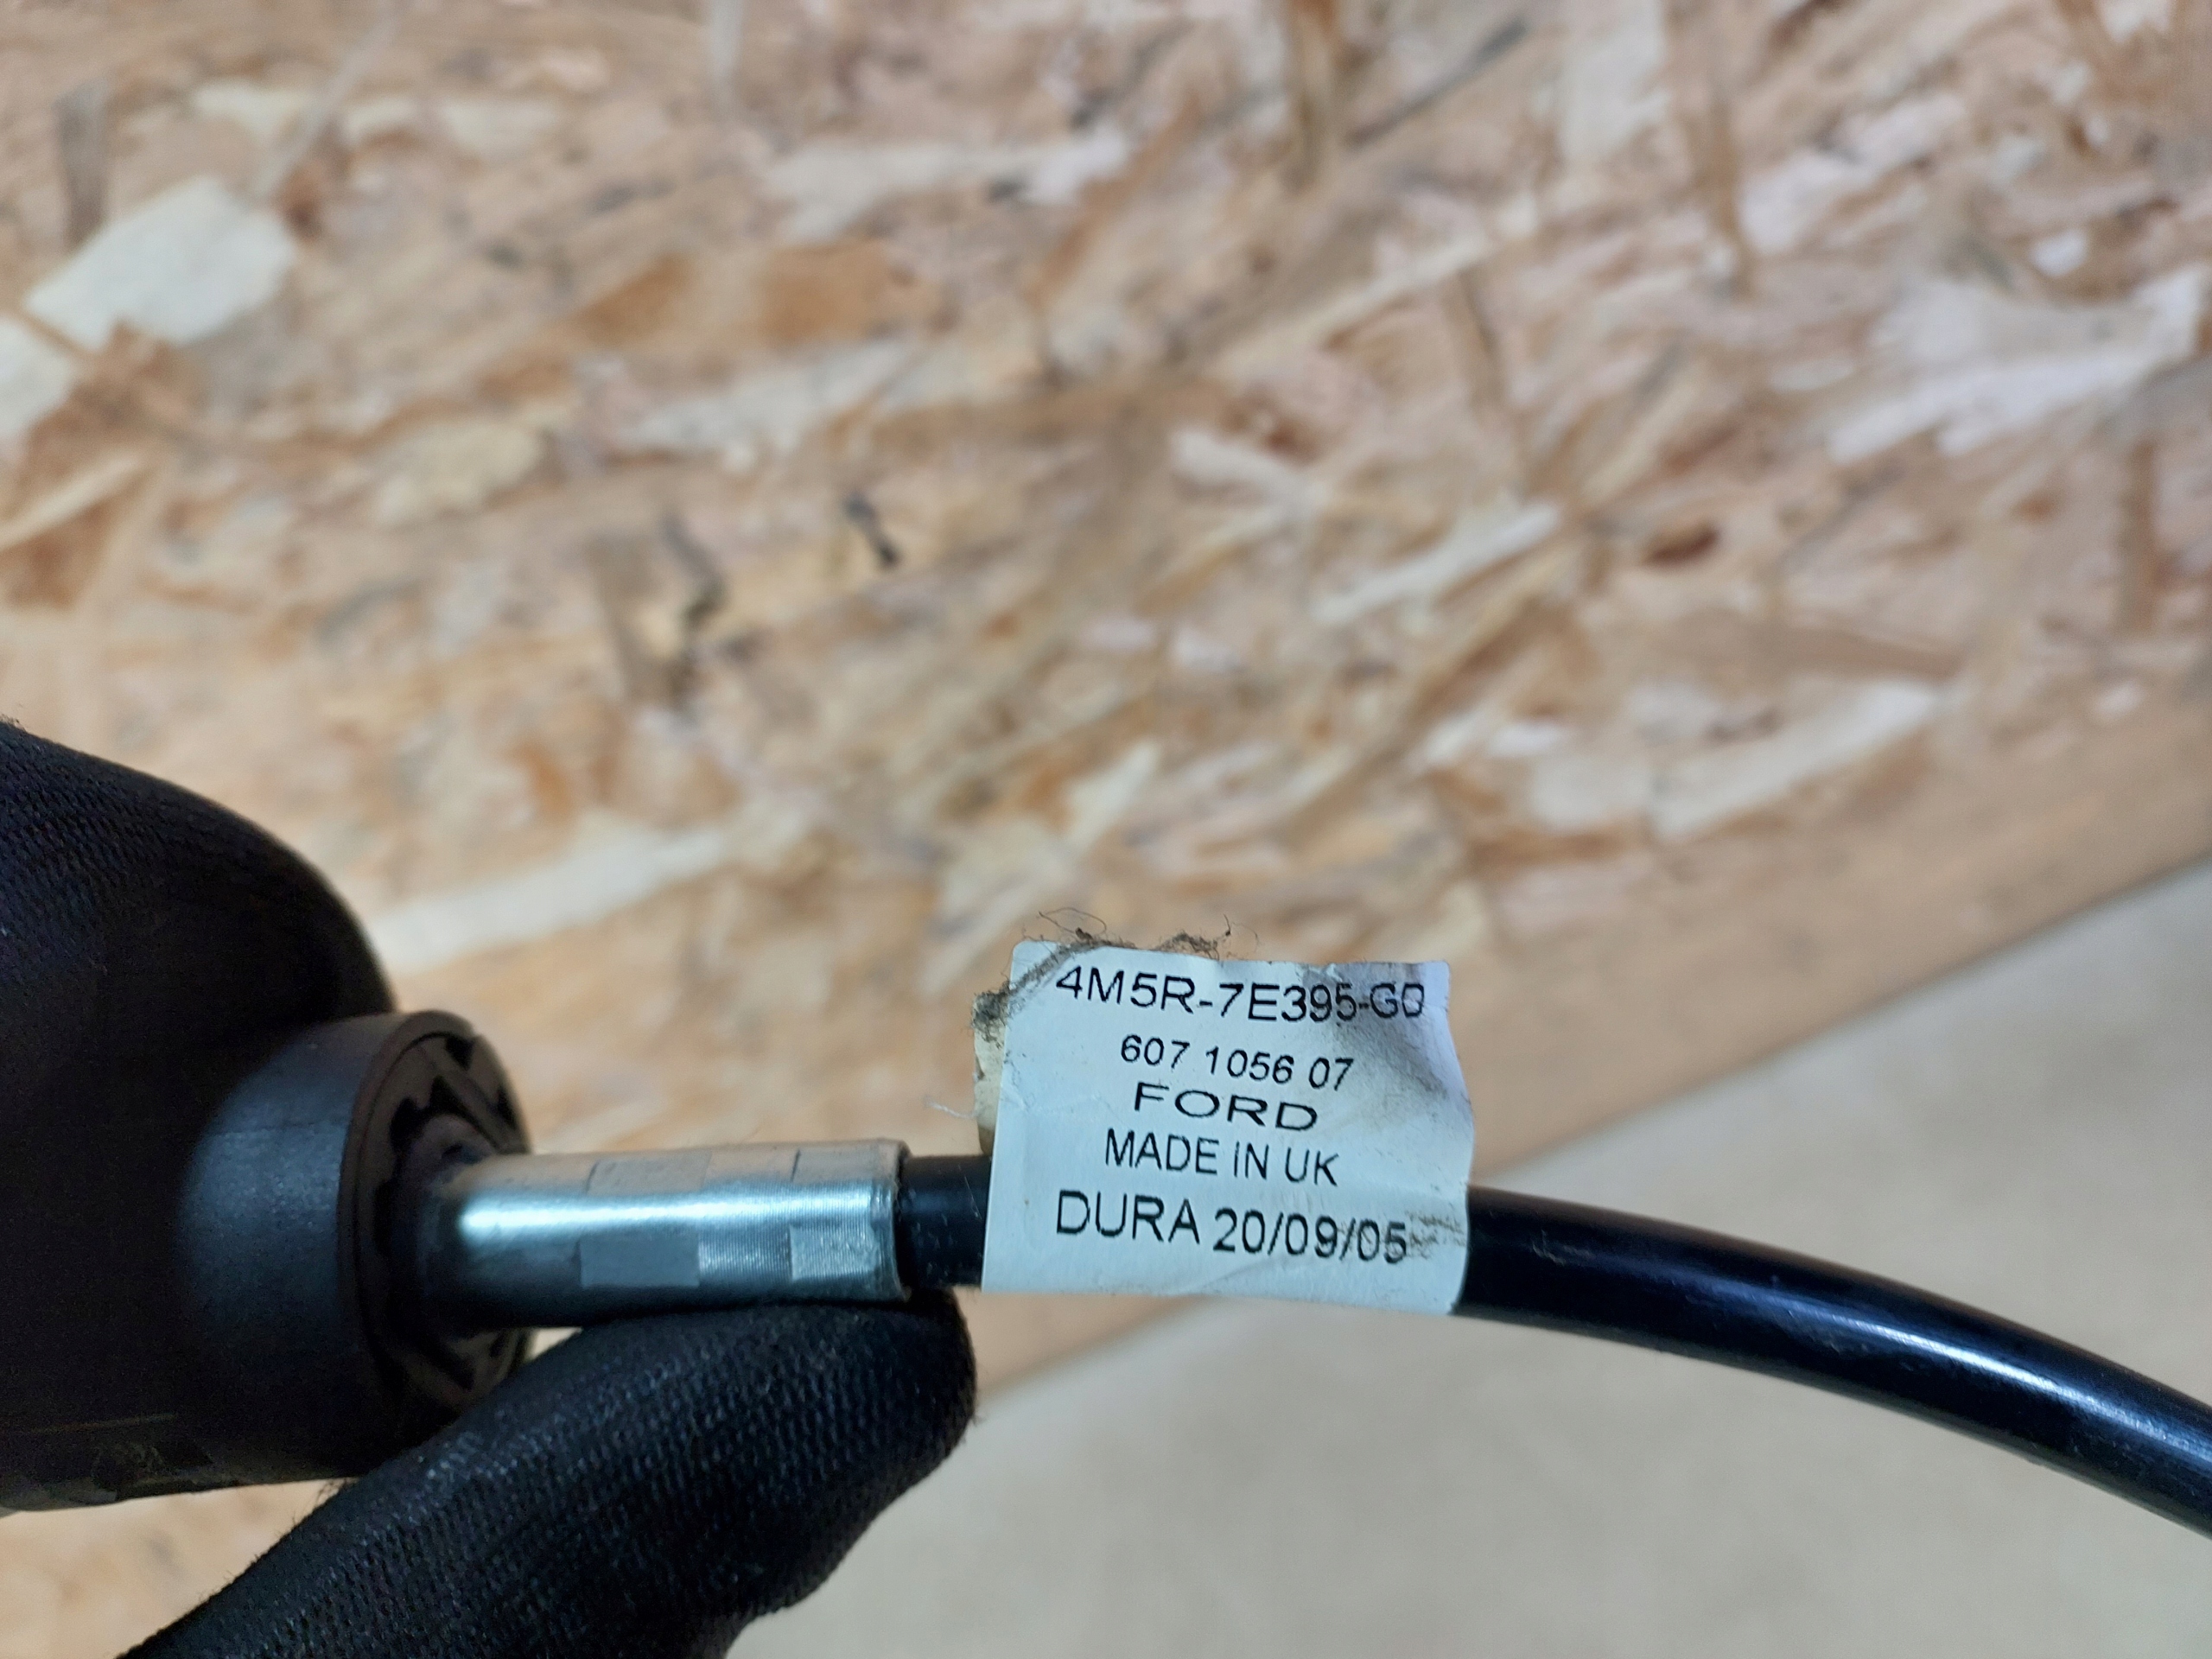 4M5R-7E395-GD
607 1056 07
FORD
MADE IN UK
DURA 20/09/05